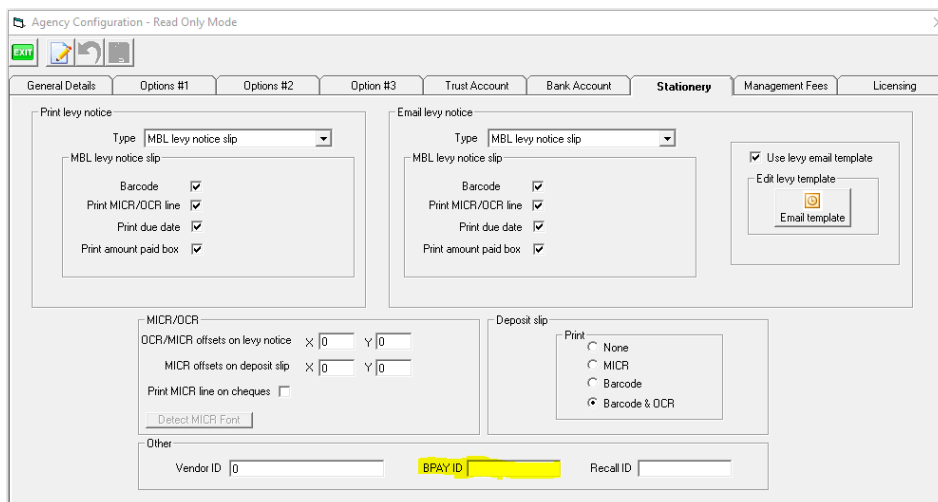 Agency Configuration - Read Only Mode
EXIT
General Details Options #1 Options #2 Option #3 Trust Account Bank Account Stationery Management Fees Licensing
Print levy notice
Type MBL levy notice slip
MBL levy notice slip
Barcode
Print MICR/OCR line
Print due date
Print amount paid box
Email levy notice
Type MBL levy notice slip
MBL levy notice slip
Barcode
Print MICR/OCR line
Print due date
Print amount paid box
Use levy email template
Edit levy template
Email template
MICR/OCR
OCR/MICR offsets on levy notice X 0 Y 0
MICR offsets on deposit slip X 0 Y 0
Print MICR line on cheques
Detect MICR Font
Deposit slip
Print
None
MICR
Barcode
Barcode & OCR
Other
Vendor ID 0 BPAY ID Recall ID